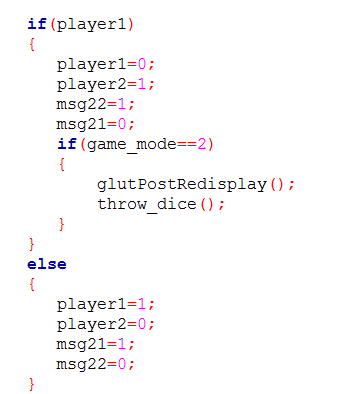 if(player1)
{
player1=0;
player2=1;
msg22=1;
msg21=0;
if(game_mode==2)
{
glutPostRedisplay();
throw_dice();
}
}
else
{
player1=1;
player2=0;
msg21=1;
msg22=0;
}